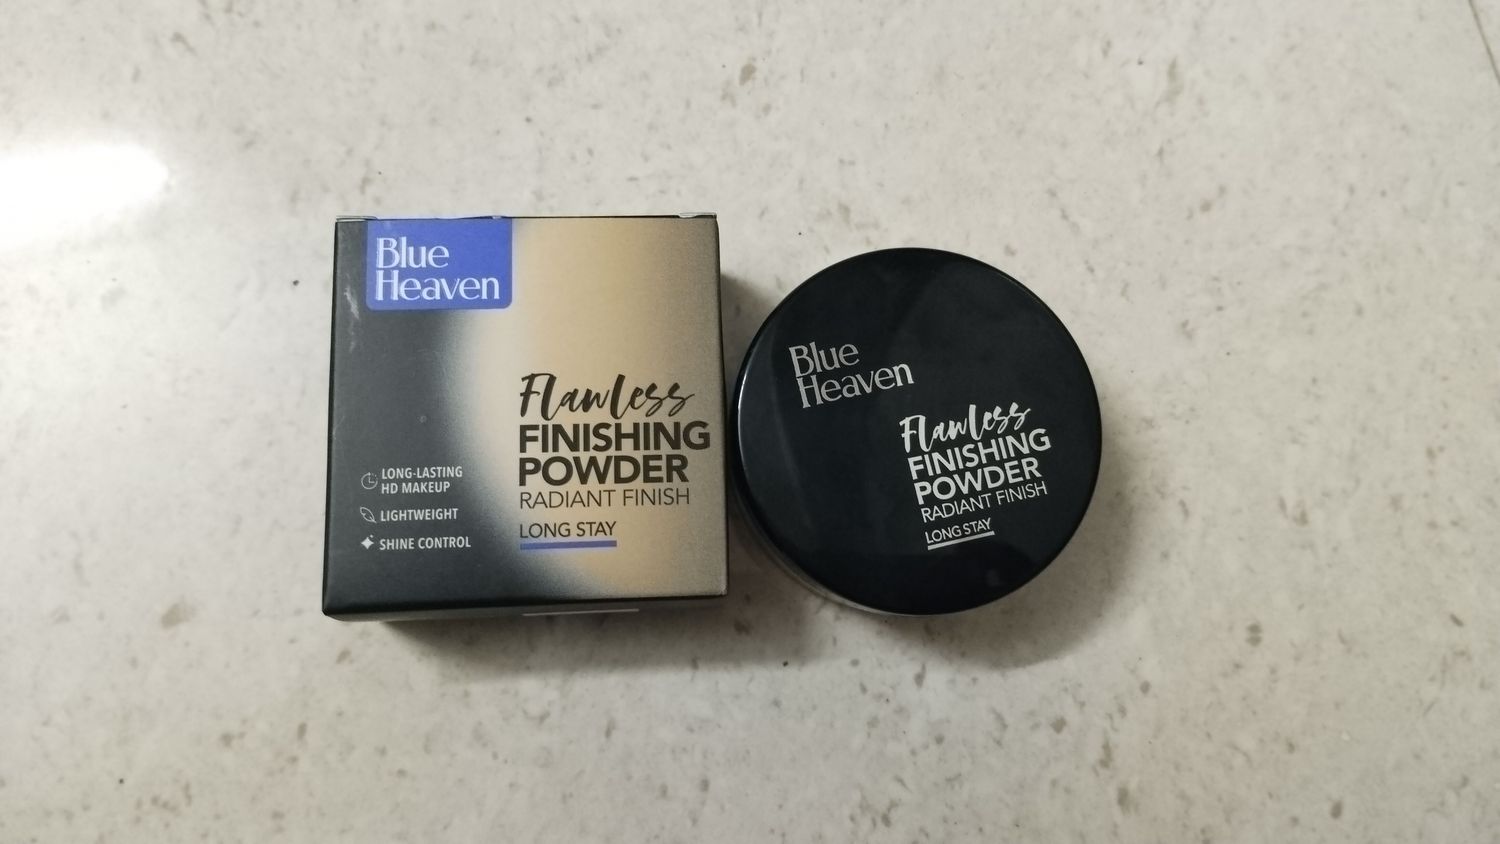 Blue
Heaven
Flawless
FINISHING
POWDER
RADIANT FINISH
LONG STAY
LONG-LASTING
HD MAKEUP
LIGHTWEIGHT
SHINE CONTROL
Blue
Heaven
Flawless
FINISHING
POWDER
RADIANT FINISH
LONG STAY